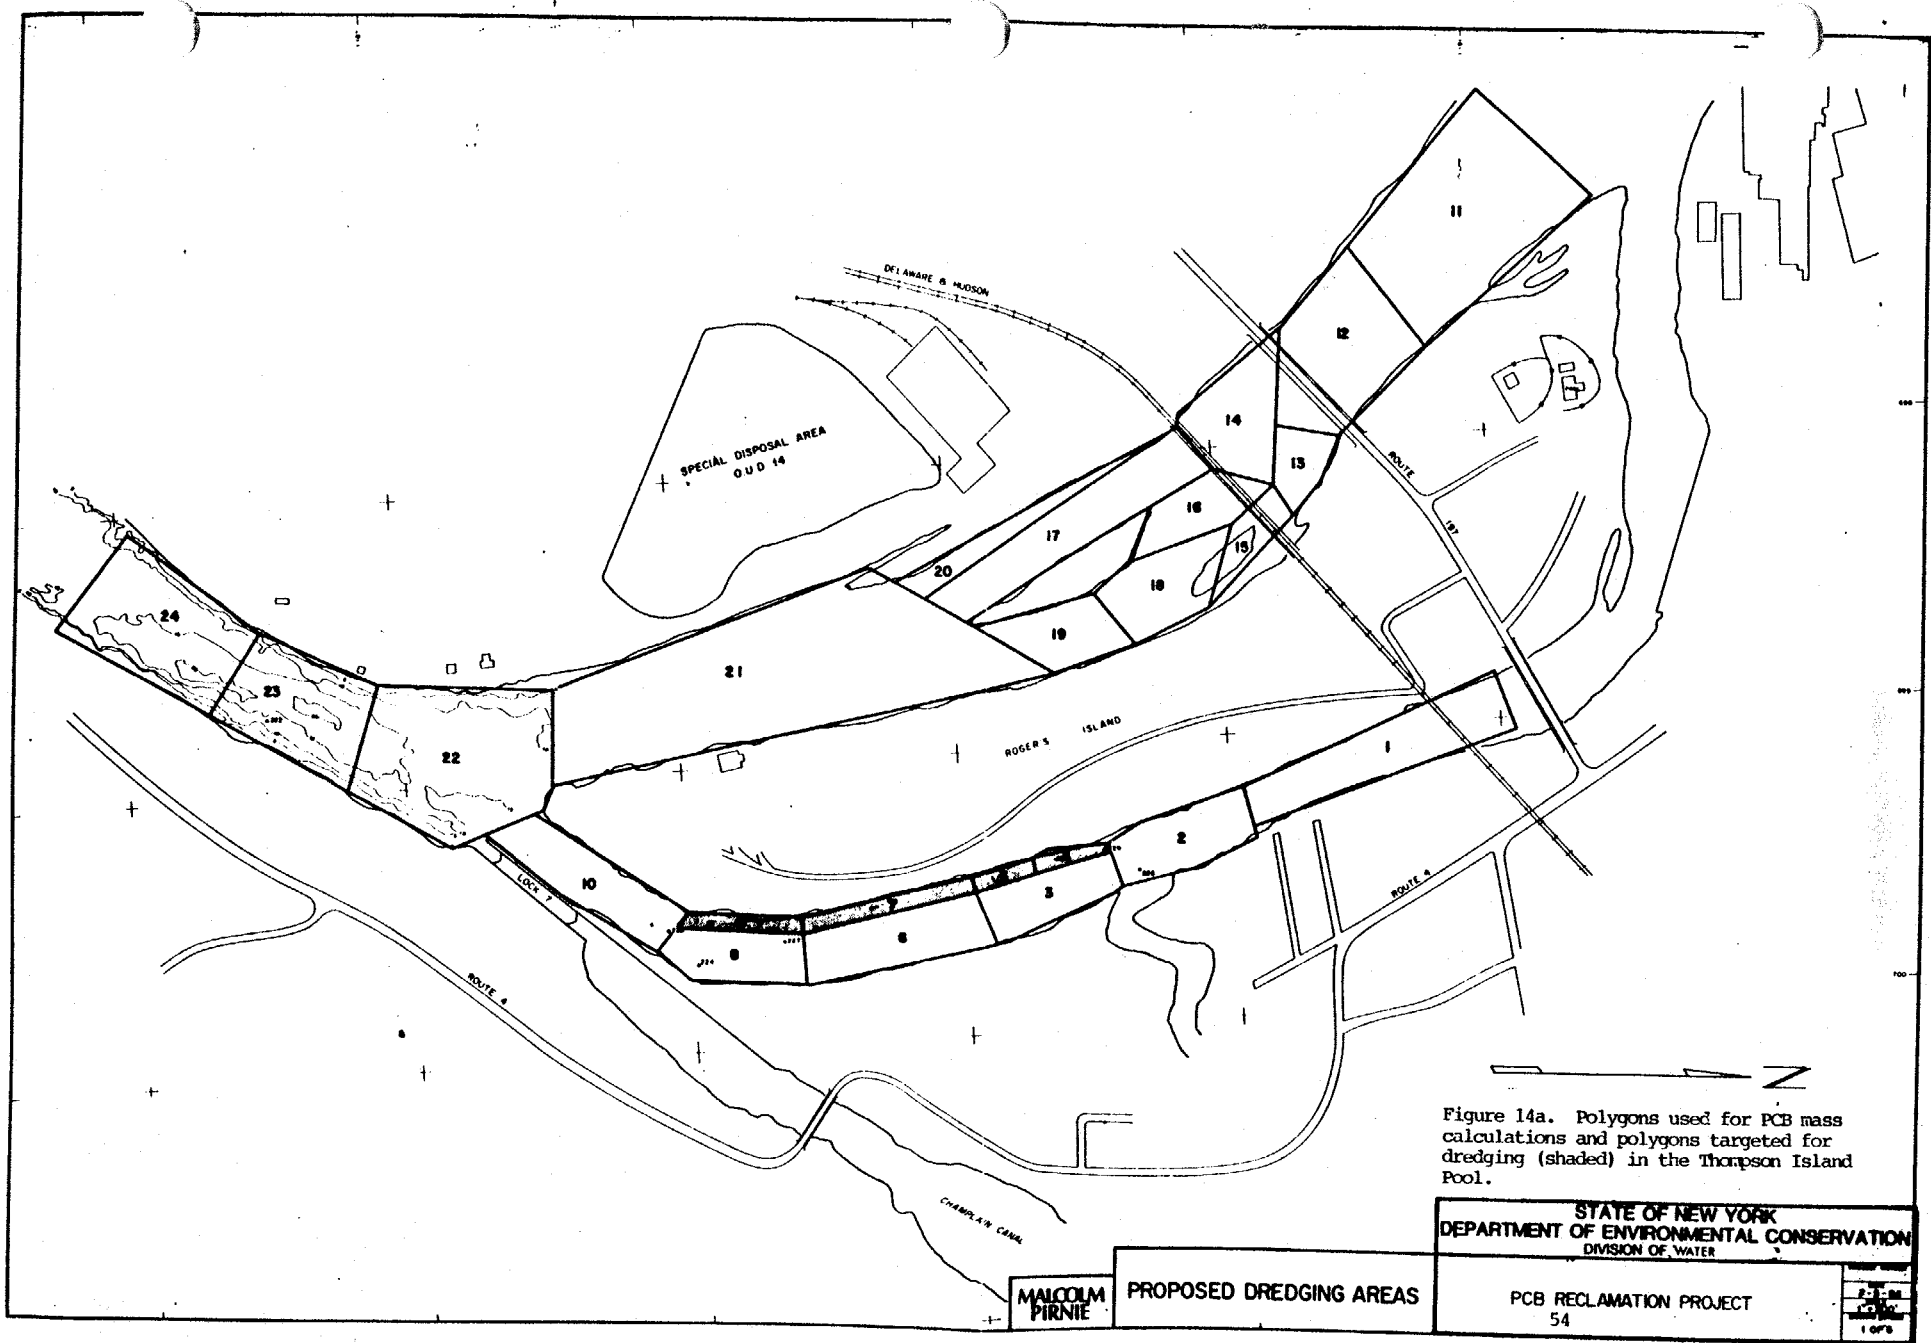 DELAWARE & HUDSON
SPECIAL DISPOSAL AREA
O.U.D 14
11
12
14
13
16
17
15
20
18
19
21
24
23
22
ROUTE
197
ROGER'S ISLAND
1
2
3
7
6
8
10
LOCK 7
ROUTE 4
ROUTE 4
CHAMPLAIN CANAL
700
Figure 14a. Polygons used for PCB mass
calculations and polygons targeted for
dredging (shaded) in the Thompson Island
Pool.
STATE OF NEW YORK
DEPARTMENT OF ENVIRONMENTAL CONSERVATION
DIVISION OF WATER
MALCOLM
PIRNIE
PROPOSED DREDGING AREAS
PCB RECLAMATION PROJECT
54